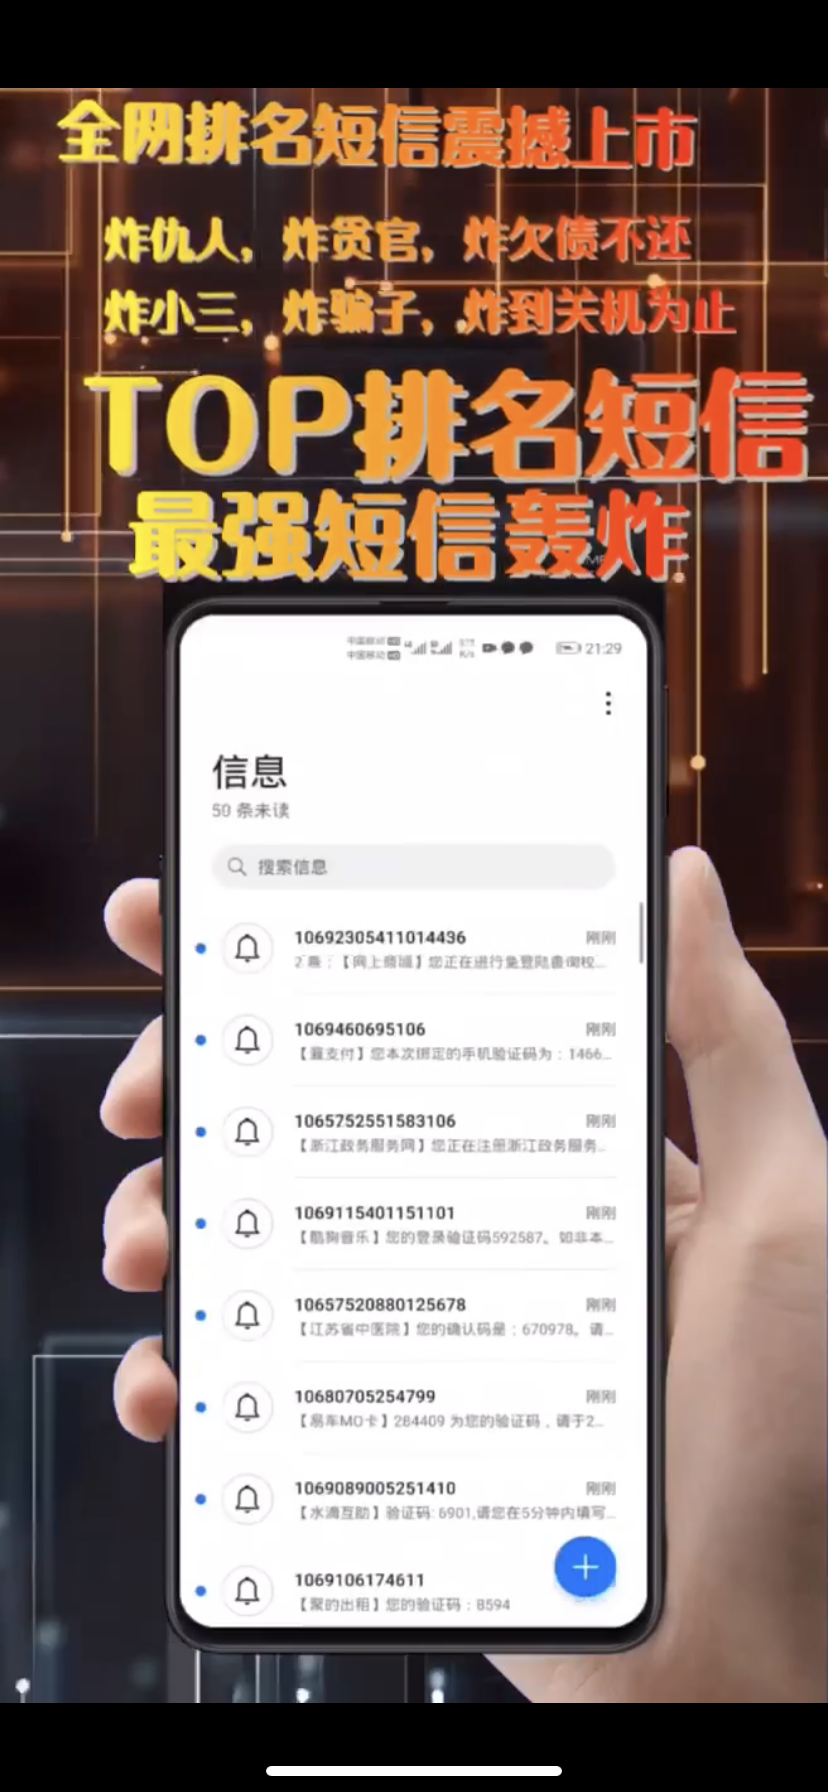 全网排名短信震撼上市
炸仇人，炸贪官，炸欠债不还
炸小三，炸骗子，炸到关机为止
TOP排名短信
最强短信轰炸
中国移动 HD
中国移动 HD
21:29
信息
50 条未读
搜索信息
10692305411014436 刚刚
您正在进行免登陆查询权...
1069460695106 刚刚
支付】您本次绑定的手机验证码为：1466...
1065752551583106 刚刚
【浙江政务服务网】您正在注册浙江政务服务...
1069115401151101 刚刚
【酷狗音乐】您的登录验证码592587。如非本...
10657520880125678 刚刚
【江苏省中医院】您的确认码是：670978。请...
10680705254799 刚刚
【易车MO卡】284409 为您的验证码，请于2...
1069089005251410 刚刚
【水滴互助】验证码: 6901,请您在5分钟内填写...
1069106174611
【聚的出租】您的验证码：8594